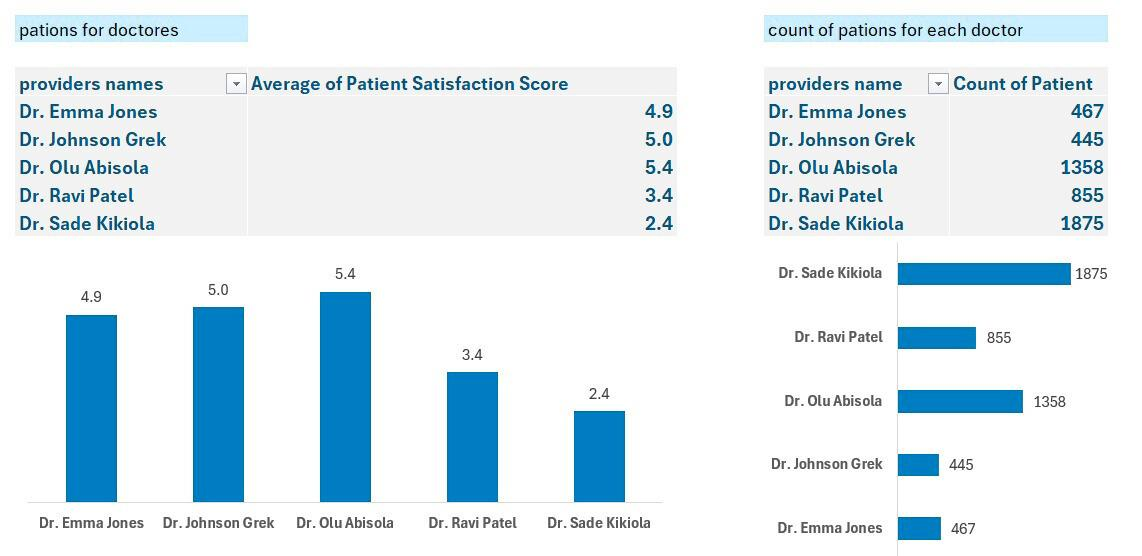 pations for doctores
providers names Average of Patient Satisfaction Score
Dr. Emma Jones 4.9
Dr. Johnson Grek 5.0
Dr. Olu Abisola 5.4
Dr. Ravi Patel 3.4
Dr. Sade Kikiola 2.4
4.9
5.0
5.4
3.4
2.4
Dr. Emma Jones
Dr. Johnson Grek
Dr. Olu Abisola
Dr. Ravi Patel
Dr. Sade Kikiola
count of pations for each doctor
providers name Count of Patient
Dr. Emma Jones 467
Dr. Johnson Grek 445
Dr. Olu Abisola 1358
Dr. Ravi Patel 855
Dr. Sade Kikiola 1875
Dr. Sade Kikiola 1875
Dr. Ravi Patel 855
Dr. Olu Abisola 1358
Dr. Johnson Grek 445
Dr. Emma Jones 467